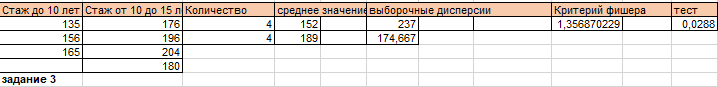 Стаж до 10 лет Стаж от 10 до 15 л Количество среднее значение выборочные дисперсии Критерий фишера тест
135 176 4 152 237 1,356870229 0,0288
156 196 4 189 174,667
165 204
180
задание 3